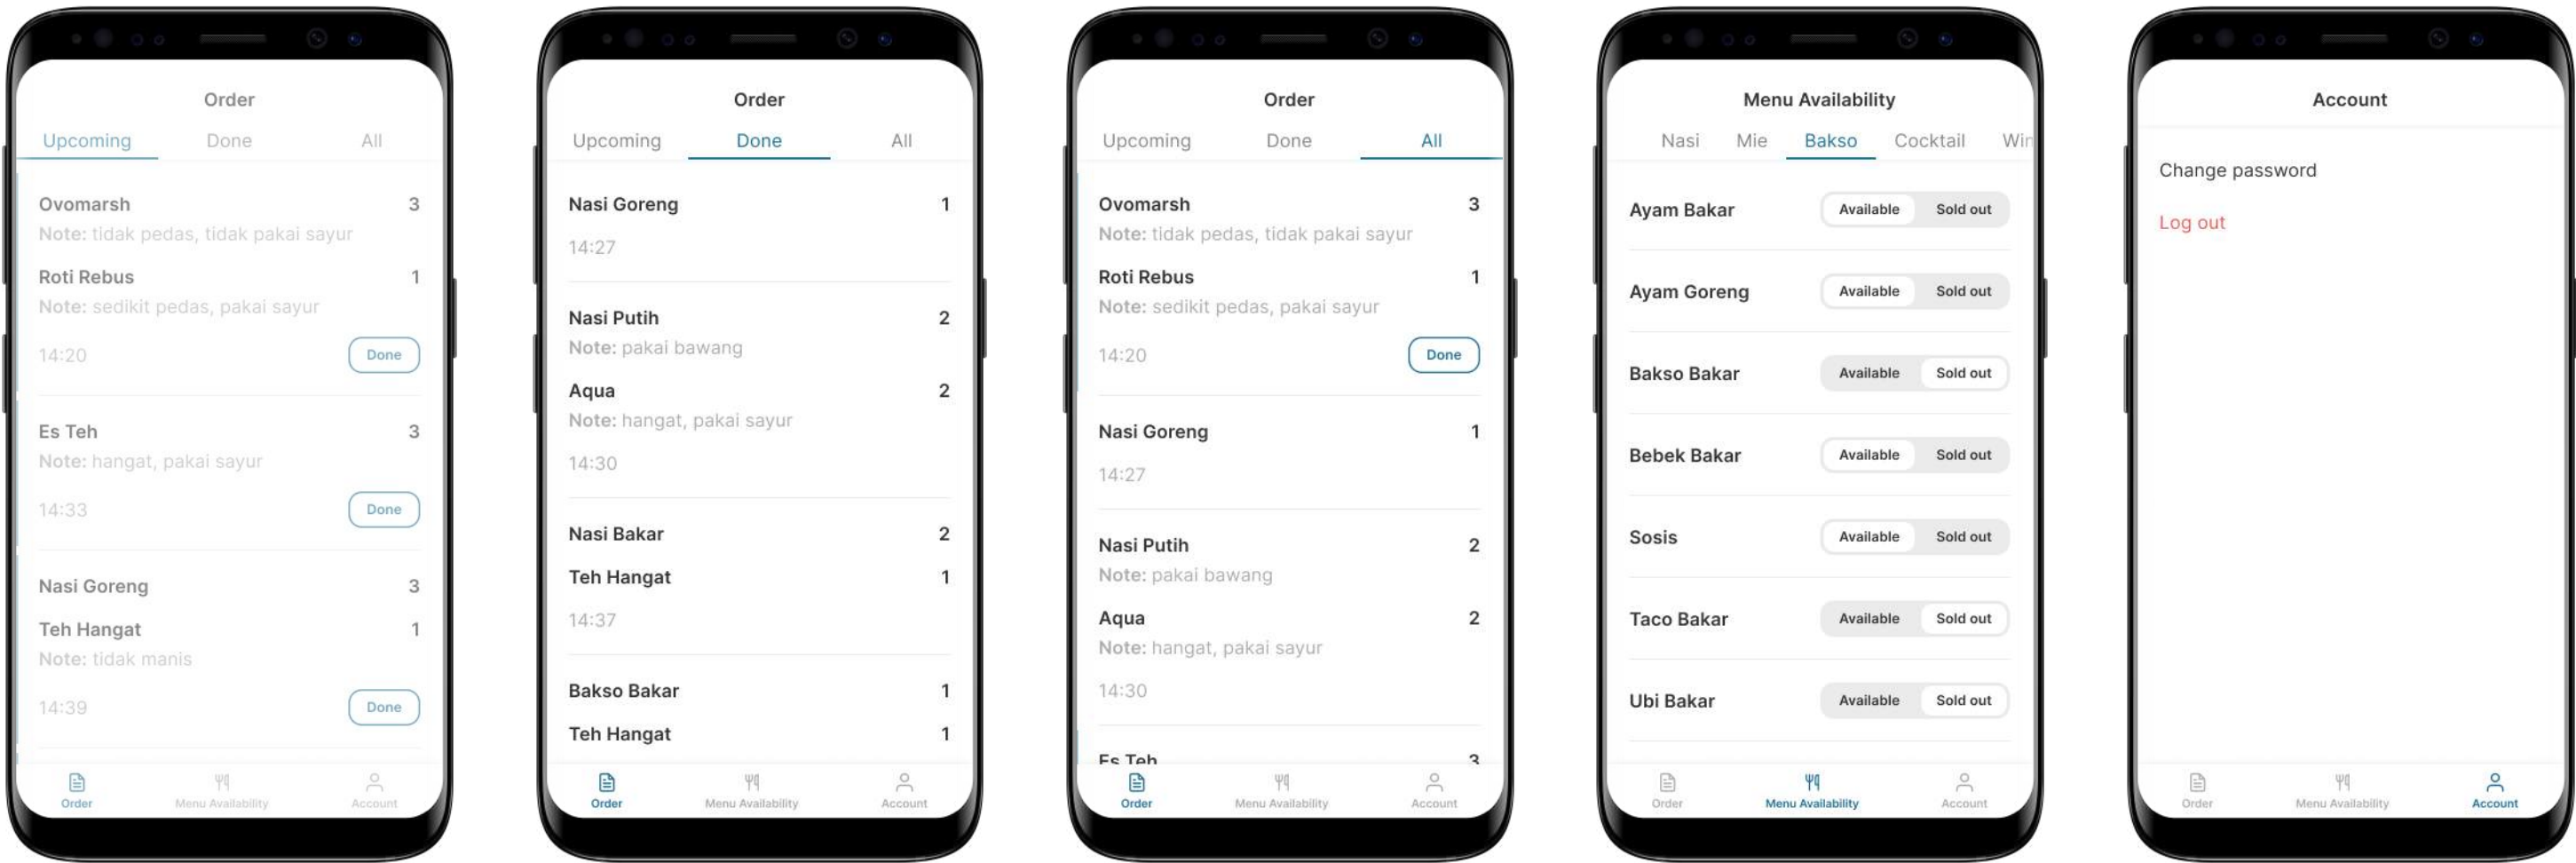 Order
Upcoming Done All
Ovomarsh 3
Note: tidak pedas, tidak pakai sayur
Roti Rebus 1
Note: sedikit pedas, pakai sayur
14:20 Done
Es Teh 3
Note: hangat, pakai sayur
14:33 Done
Nasi Goreng 3
Teh Hangat 1
Note: tidak manis
14:39 Done
Order Menu Availability Account
Order
Upcoming Done All
Nasi Goreng 1
14:27
Nasi Putih 2
Note: pakai bawang
Aqua 2
Note: hangat, pakai sayur
14:30
Nasi Bakar 2
Teh Hangat 1
14:37
Bakso Bakar 1
Teh Hangat 1
Order Menu Availability Account
Order
Upcoming Done All
Ovomarsh 3
Note: tidak pedas, tidak pakai sayur
Roti Rebus 1
Note: sedikit pedas, pakai sayur
14:20 Done
Nasi Goreng 1
14:27
Nasi Putih 2
Note: pakai bawang
Aqua 2
Note: hangat, pakai sayur
14:30
Es Teh 3
Order Menu Availability Account
Menu Availability
Nasi Mie Bakso Cocktail Win
Ayam Bakar Available Sold out
Ayam Goreng Available Sold out
Bakso Bakar Available Sold out
Bebek Bakar Available Sold out
Sosis Available Sold out
Taco Bakar Available Sold out
Ubi Bakar Available Sold out
Order Menu Availability Account
Account
Change password
Log out
Order Menu Availability Account